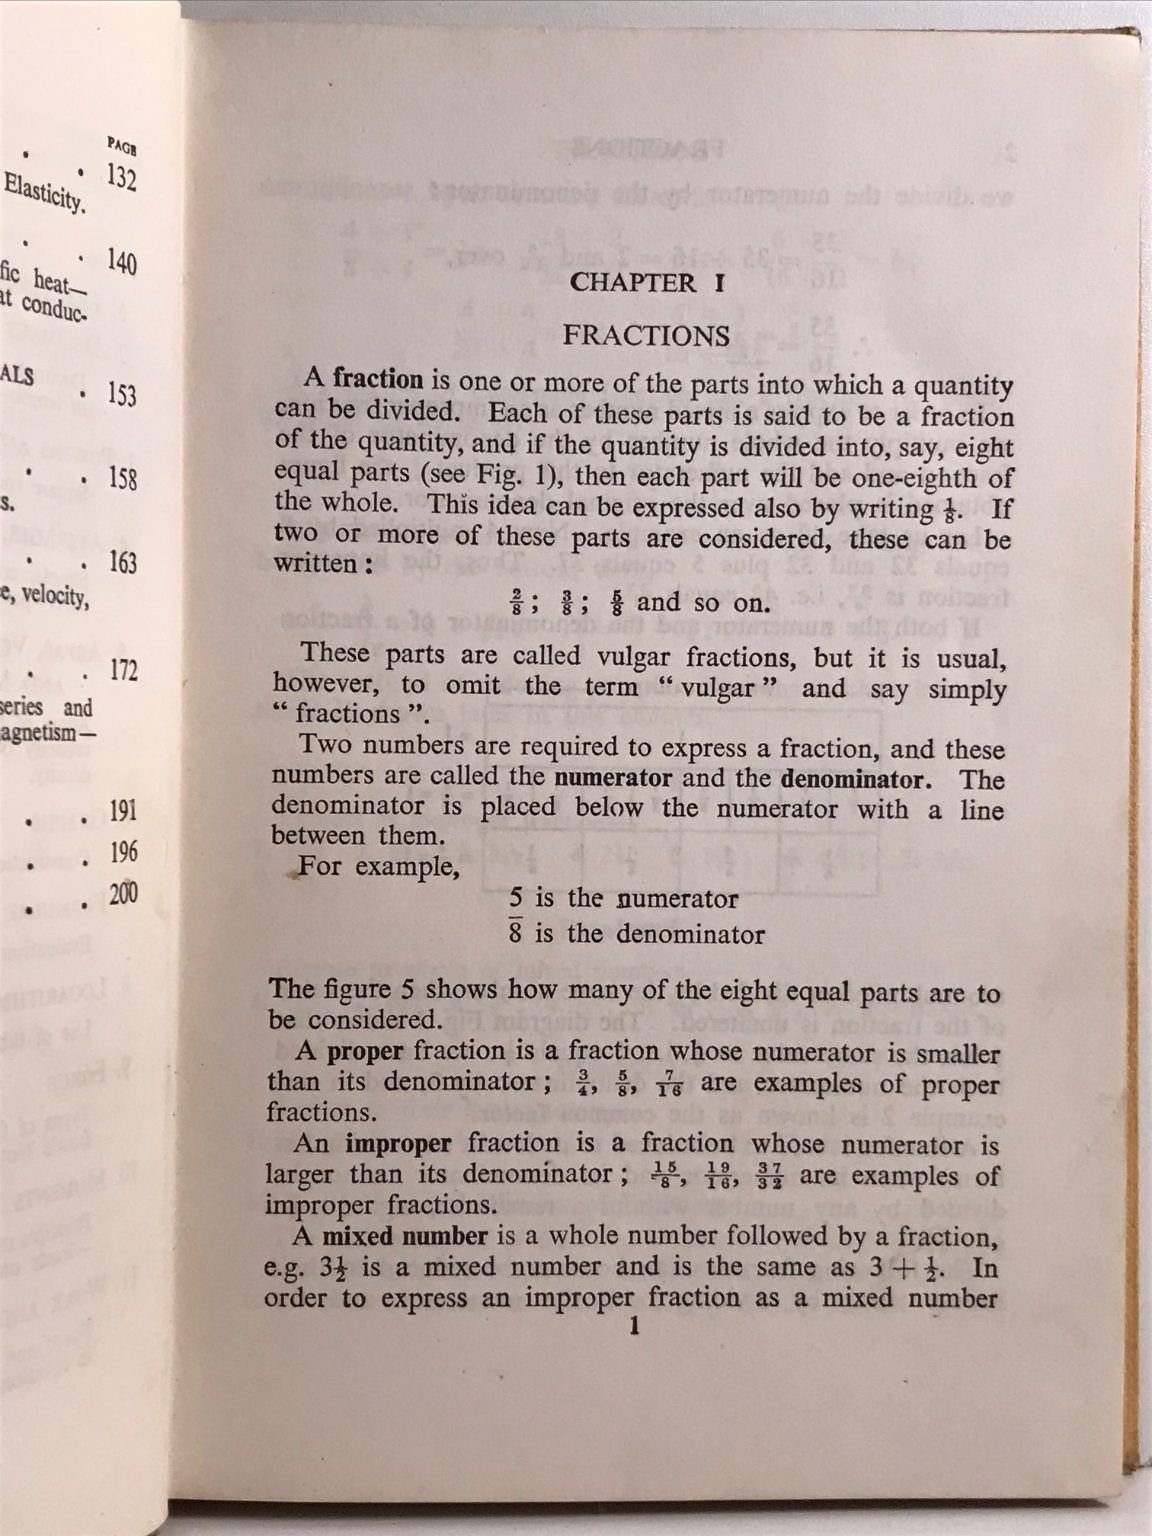 PAGE
. . 132
Elasticity.
. . 140
fic heat—
at conduc-
ALS
. 153
. . 158
s.
. . 163
e, velocity,
. . 172
series and
agnetism—
. . 191
. . 196
. . 200
CHAPTER I
FRACTIONS
A fraction is one or more of the parts into which a quantity
can be divided. Each of these parts is said to be a fraction
of the quantity, and if the quantity is divided into, say, eight
equal parts (see Fig. 1), then each part will be one-eighth of
the whole. This idea can be expressed also by writing 1/8. If
two or more of these parts are considered, these can be
written :
2/8; 3/8; 5/8 and so on.
These parts are called vulgar fractions, but it is usual,
however, to omit the term “ vulgar ” and say simply
“ fractions ”.
Two numbers are required to express a fraction, and these
numbers are called the numerator and the denominator. The
denominator is placed below the numerator with a line
between them.
For example,
5 is the numerator
8 is the denominator
The figure 5 shows how many of the eight equal parts are to
be considered.
A proper fraction is a fraction whose numerator is smaller
than its denominator ; 3/4, 5/8, 7/16 are examples of proper
fractions.
An improper fraction is a fraction whose numerator is
larger than its denominator ; 15/8, 19/16, 37/32 are examples of
improper fractions.
A mixed number is a whole number followed by a fraction,
e.g. 3 1/2 is a mixed number and is the same as 3 + 1/2. In
order to express an improper fraction as a mixed number
1